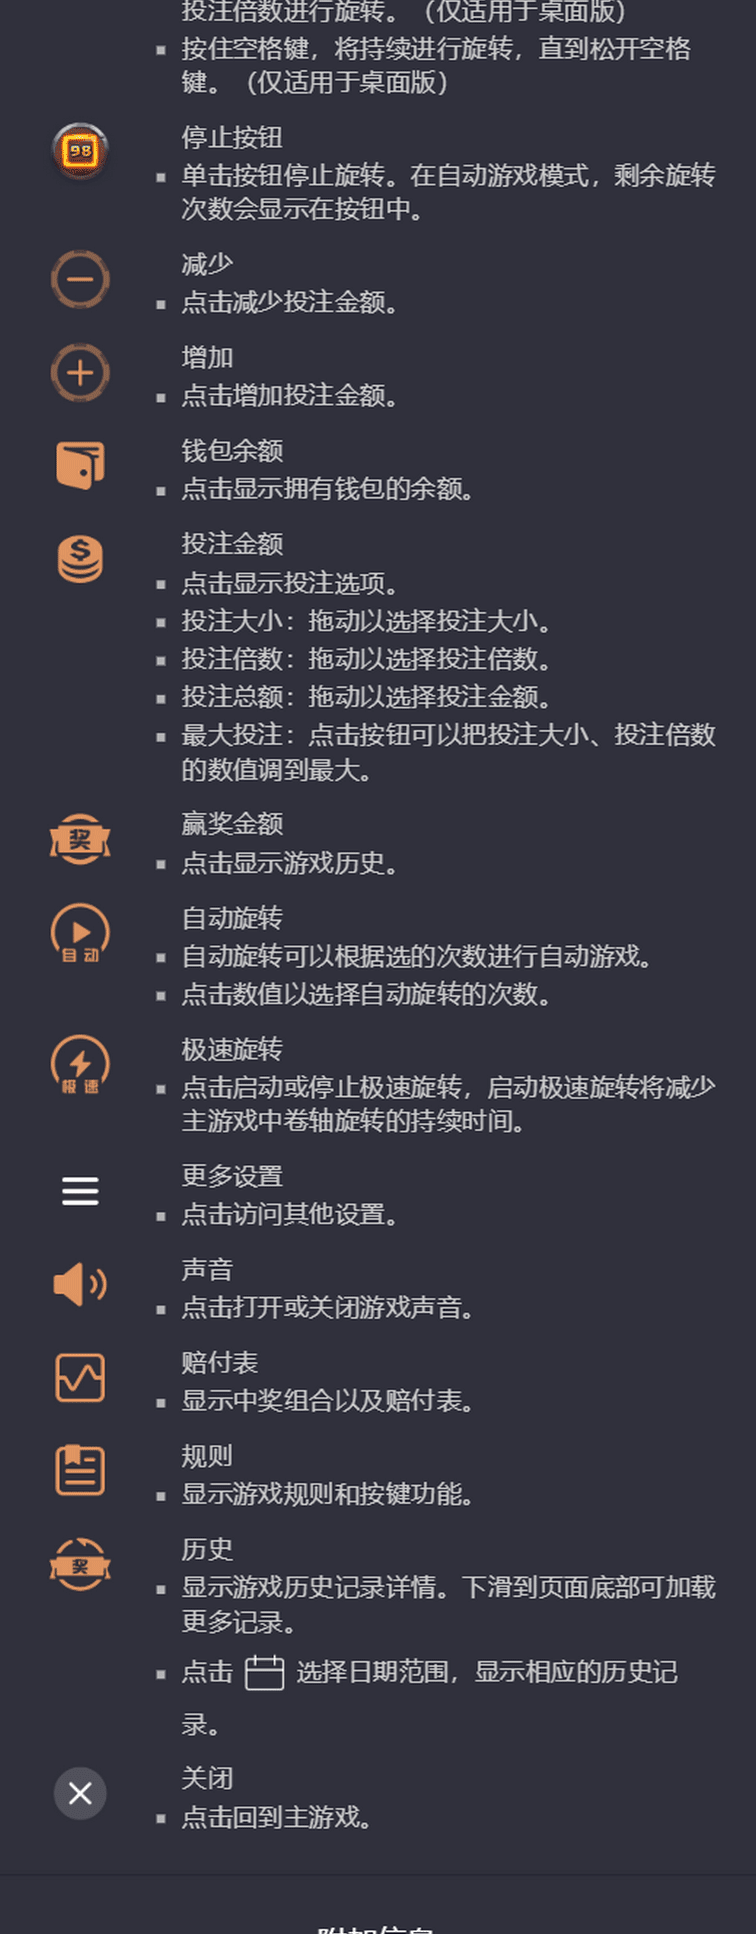 投注倍数进行旋转。（仅适用于桌面版）
按住空格键，将持续进行旋转，直到松开空格
键。（仅适用于桌面版）
98
停止按钮
单击按钮停止旋转。在自动游戏模式，剩余旋转
次数会显示在按钮中。
减少
点击减少投注金额。
增加
点击增加投注金额。
钱包余额
点击显示拥有钱包的余额。
投注金额
点击显示投注选项。
投注大小：拖动以选择投注大小。
投注倍数：拖动以选择投注倍数。
投注总额：拖动以选择投注金额。
最大投注：点击按钮可以把投注大小、投注倍数
的数值调到最大。
奖
赢奖金额
点击显示游戏历史。
自动
自动旋转
自动旋转可以根据选的次数进行自动游戏。
点击数值以选择自动旋转的次数。
极速
极速旋转
点击启动或停止极速旋转，启动极速旋转将减少
主游戏中卷轴旋转的持续时间。
更多设置
点击访问其他设置。
声音
点击打开或关闭游戏声音。
赔付表
显示中奖组合以及赔付表。
规则
显示游戏规则和按键功能。
奖
历史
显示游戏历史记录详情。下滑到页面底部可加载
更多记录。
点击 选择日期范围，显示相应的历史记
录。
关闭
点击回到主游戏。
附加信息